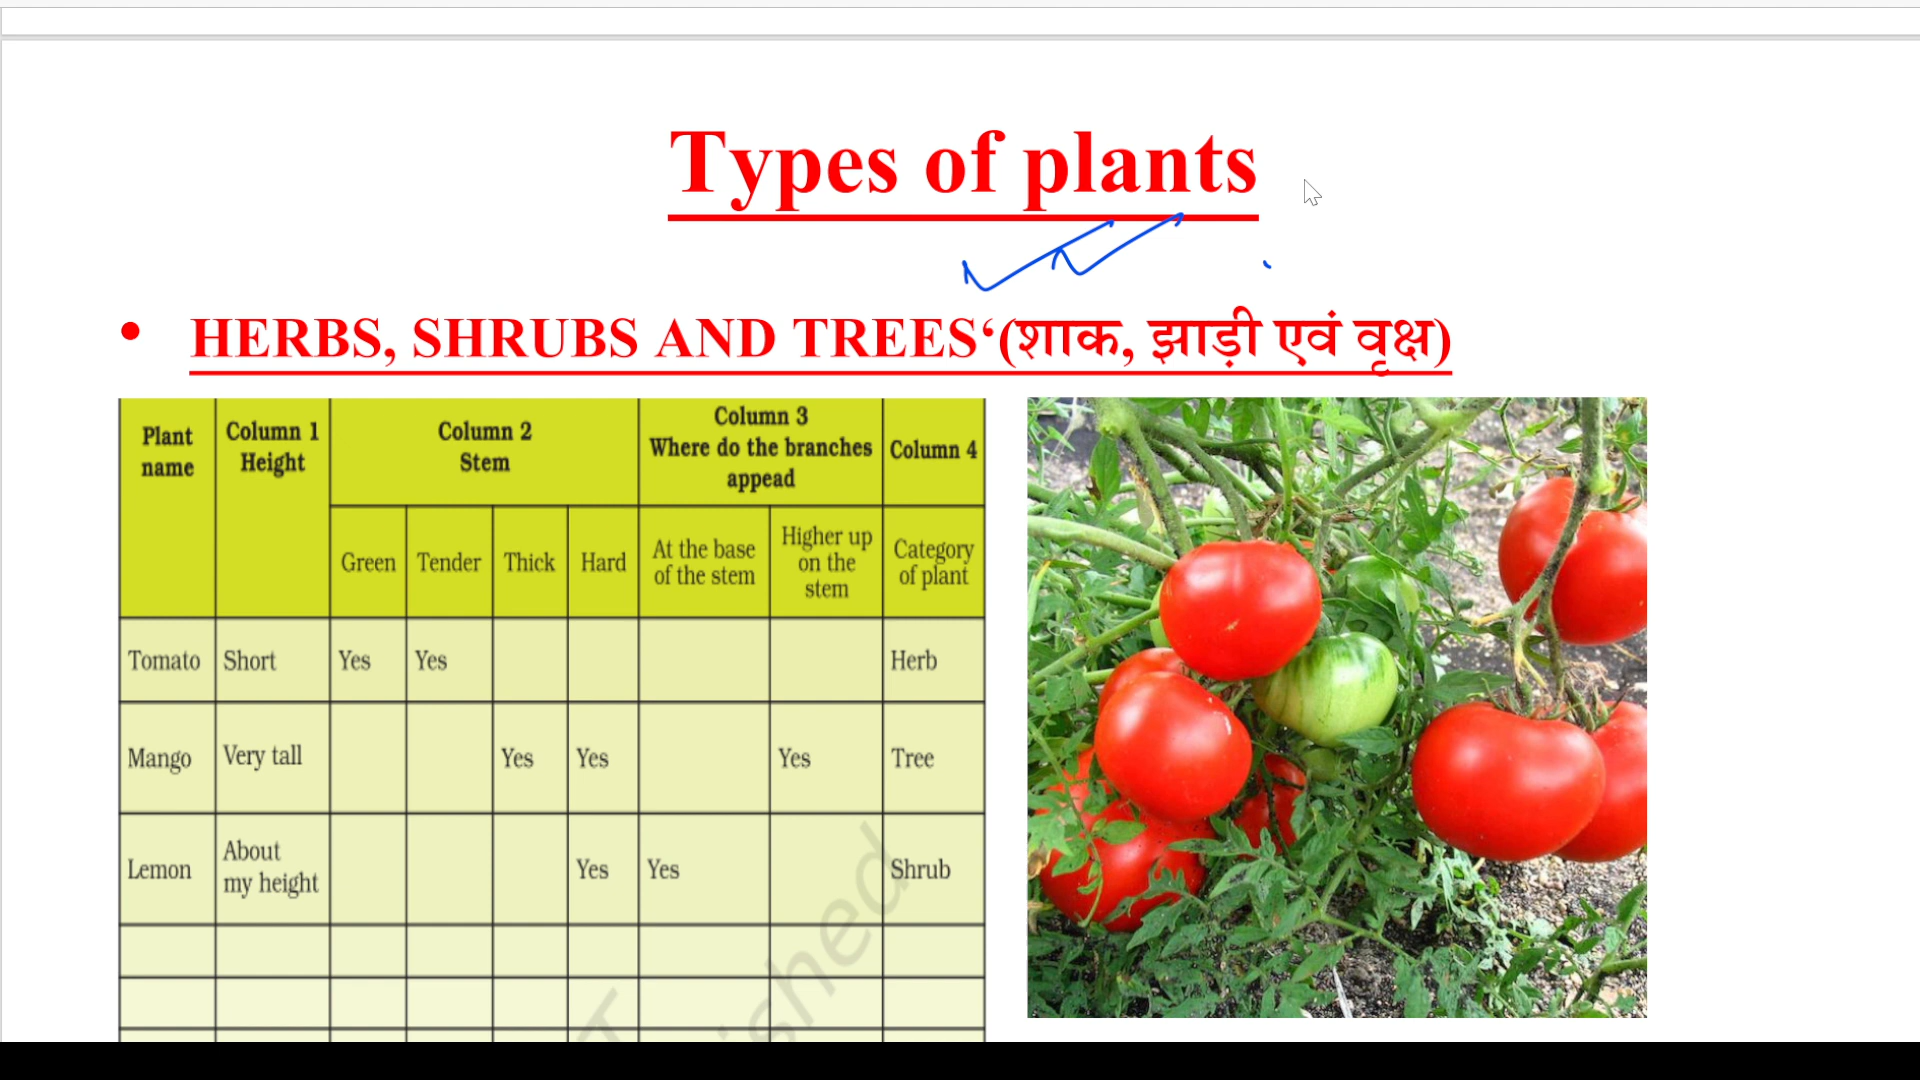 Types of plants
• HERBS, SHRUBS AND TREES‘(शाक, झाड़ी एवं वृक्ष)
Plant name
Column 1 Height
Column 2 Stem
Column 3 Where do the branches appead
Column 4
Green Tender Thick Hard At the base of the stem Higher up on the stem Category of plant
Tomato Short Yes Yes Herb
Mango Very tall Yes Yes Yes Tree
Lemon About my height Yes Yes Shrub
ished